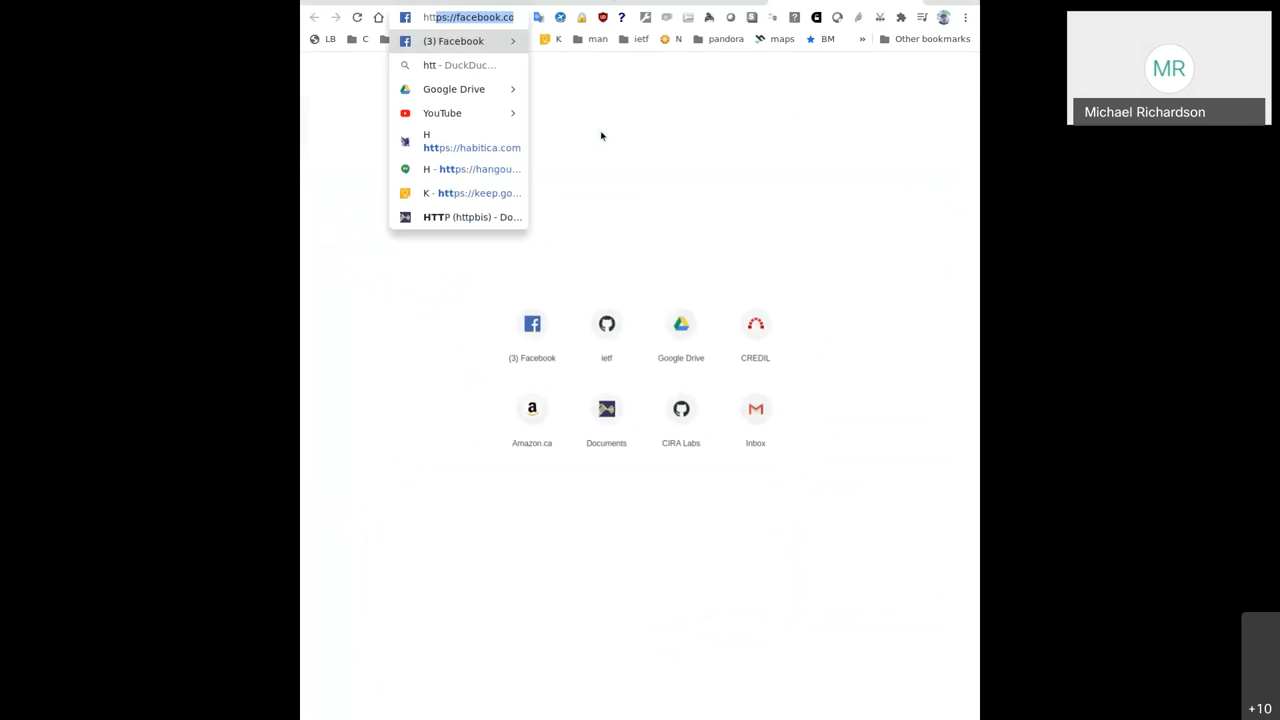 https://facebook.co
LB
C
K
man
ietf
N
pandora
maps
BM
»
Other bookmarks
(3) Facebook
htt - DuckDuc...
Google Drive
YouTube
H
https://habitica.com
H - https://hangou...
K - https://keep.go...
HTTP (httpbis) - Do...
(3) Facebook
ietf
Google Drive
CREDIL
Amazon.ca
Documents
CIRA Labs
Inbox
MR
Michael Richardson
+10